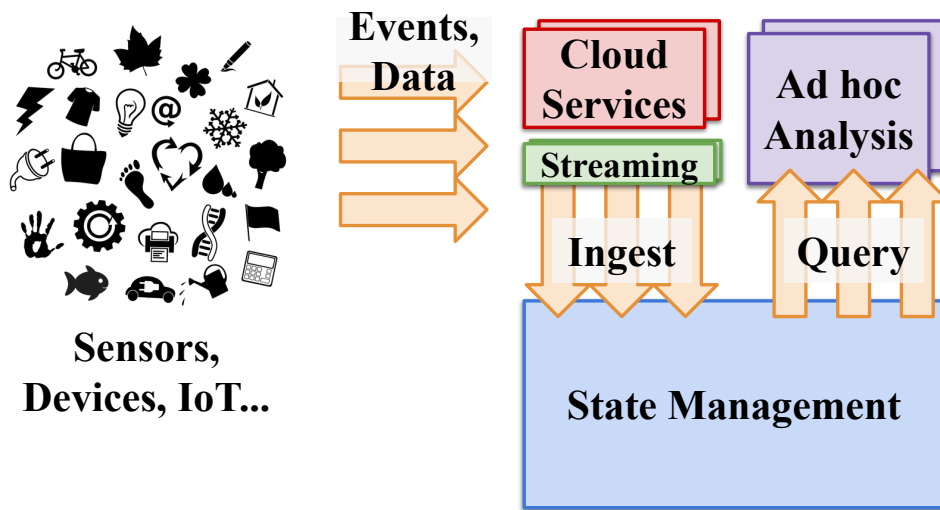 Events,
Data
Cloud
Services
Ad hoc
Analysis
Streaming
@
Ingest
Query
Sensors,
Devices, IoT...
State Management